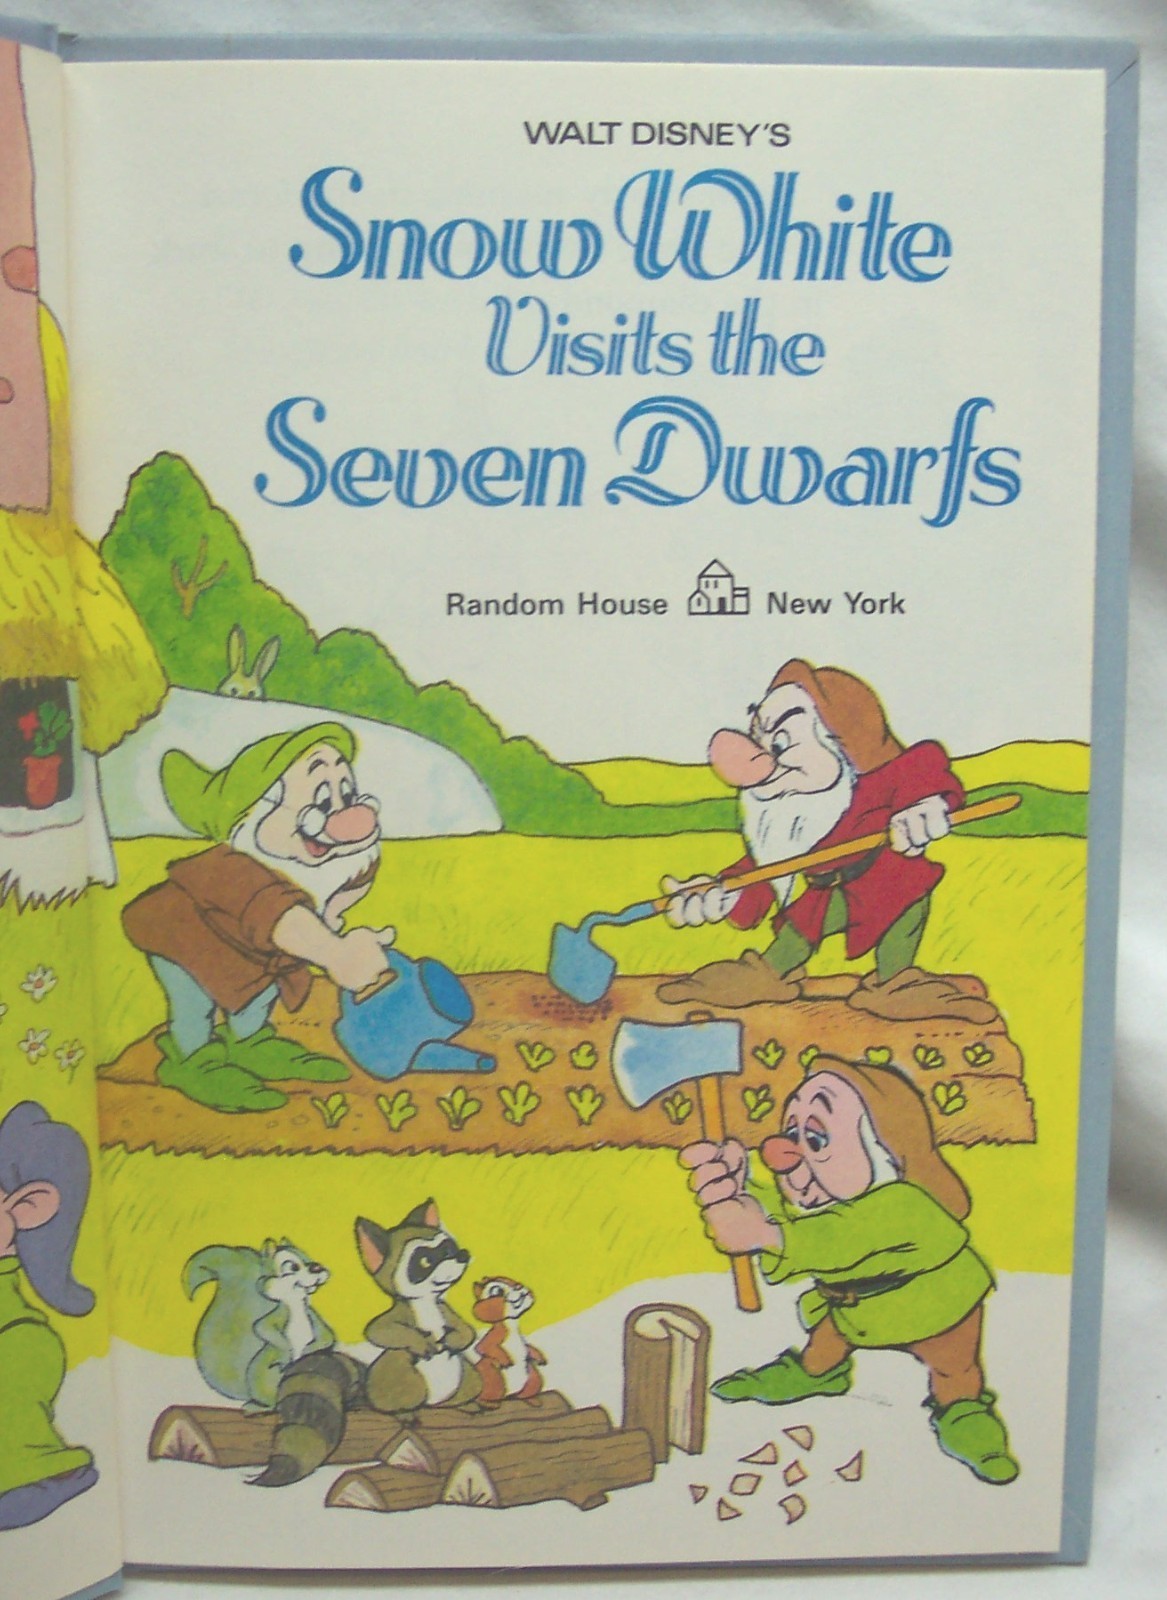 WALT DISNEY'S
Snow White
Visits the
Seven Dwarfs
Random House New York